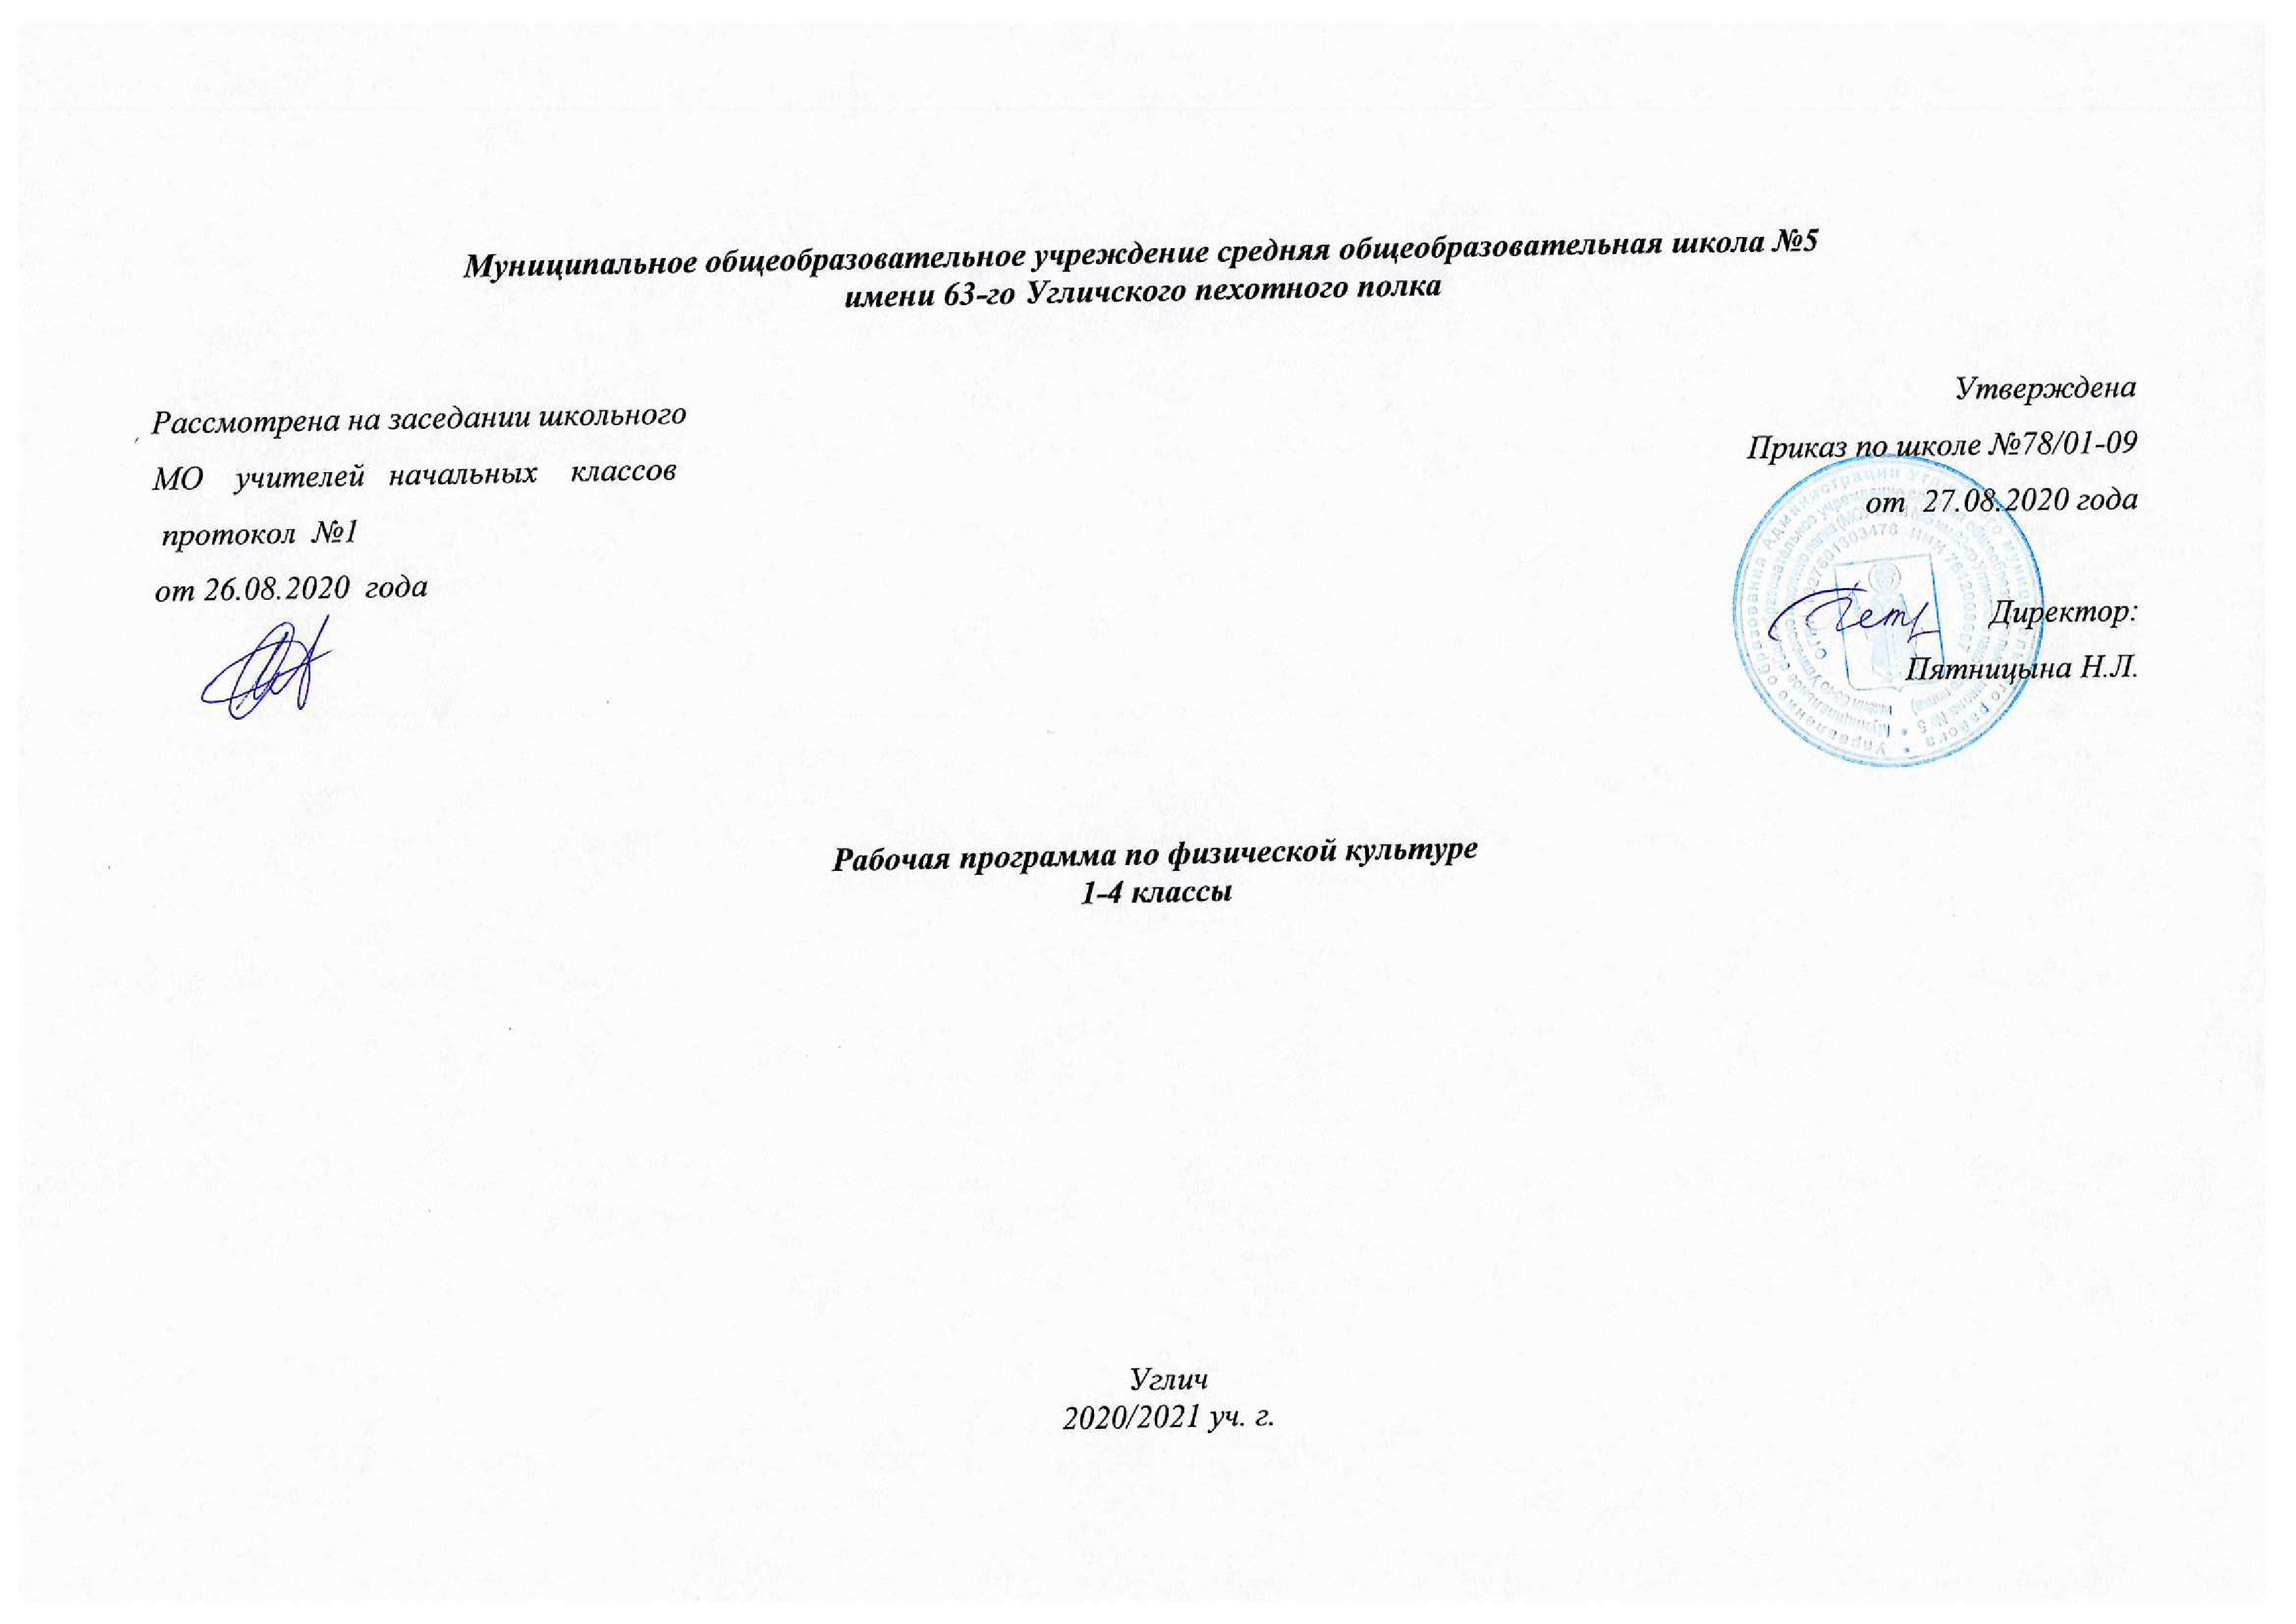 Муниципальное общеобразовательное учреждение средняя общеобразовательная школа №5
имени 63-го Угличского пехотного полка
Рассмотрена на заседании школьного
МО учителей начальных классов
протокол №1
от 26.08.2020 года
Утверждена
Приказ по школе №78/01-09
от 27.08.2020 года
Директор:
Пятницына Н.Л.
Рабочая программа по физической культуре
1-4 классы
Углич
2020/2021 уч. г.